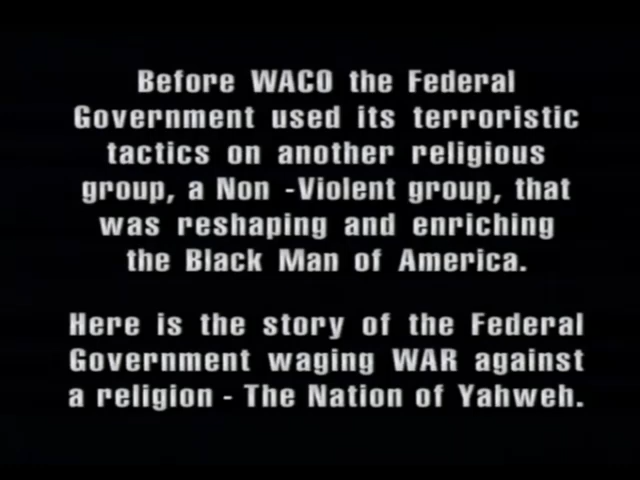 Before WACO the Federal
Government used its terroristic
tactics on another religious
group, a Non -Violent group, that
was reshaping and enriching
the Black Man of America.
Here is the story of the Federal
Government waging WAR against
a religion - The Nation of Yahweh.